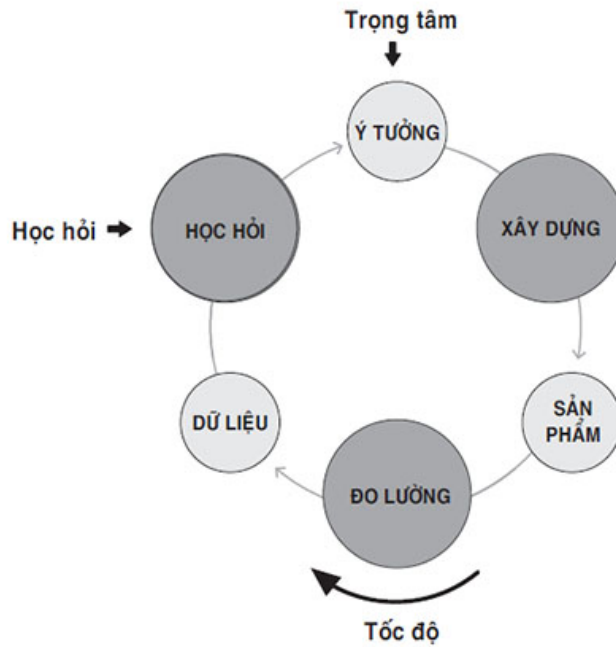 Trọng tâm
Ý TƯỞNG
HỌC HỎI
XÂY DỰNG
Học hỏi
DỮ LIỆU
SẢN
PHẨM
ĐO LƯỜNG
Tốc độ